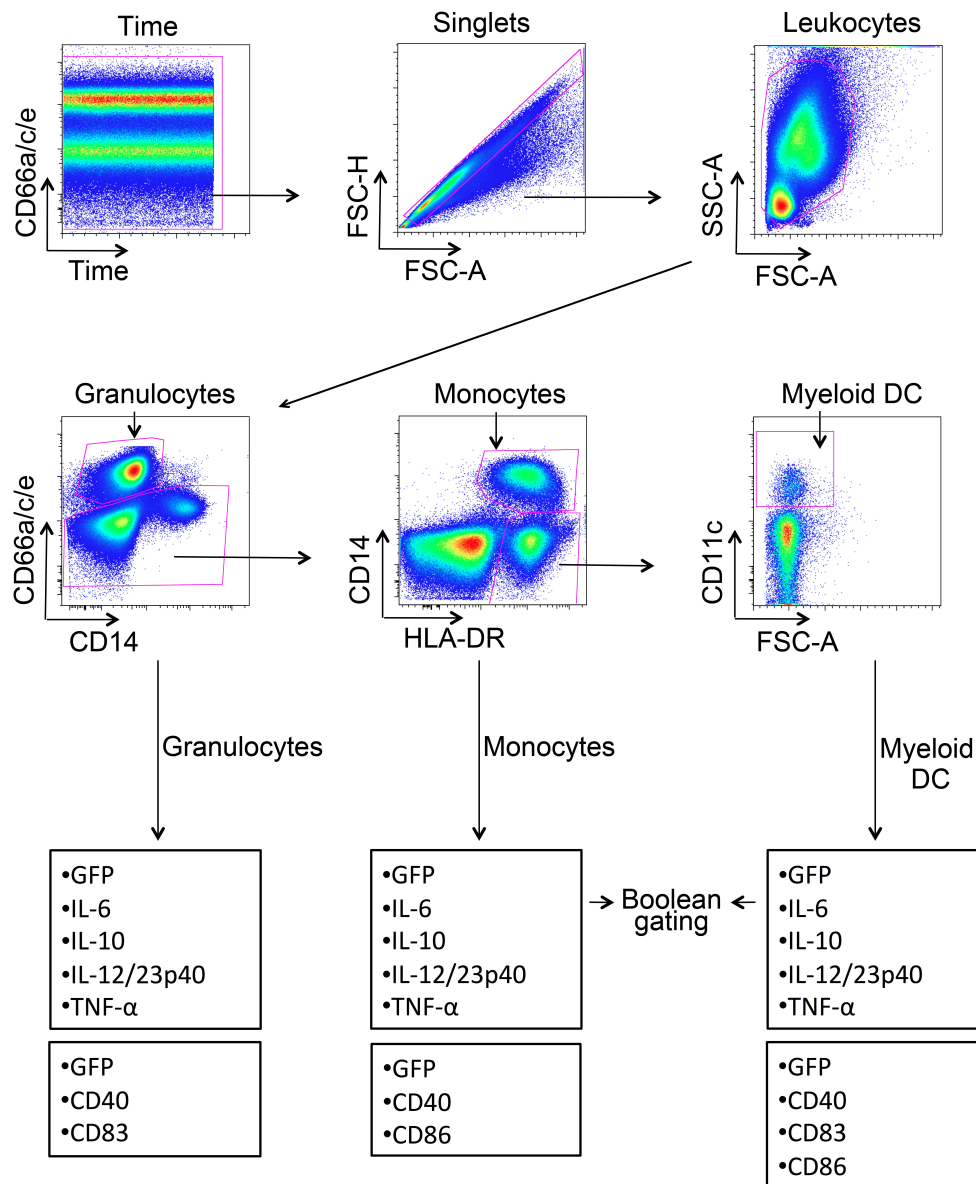 Time
Singlets
Leukocytes
CD66a/c/e
Time
FSC-H
FSC-A
SSC-A
FSC-A
Granulocytes
Monocytes
Myeloid DC
CD66a/c/e
CD14
CD14
HLA-DR
CD11c
FSC-A
Granulocytes
Monocytes
Myeloid
DC
•GFP
•IL-6
•IL-10
•IL-12/23p40
•TNF-α
•GFP
•IL-6
•IL-10
•IL-12/23p40
•TNF-α
Boolean
gating
•GFP
•IL-6
•IL-10
•IL-12/23p40
•TNF-α
•GFP
•CD40
•CD83
•GFP
•CD40
•CD86
•GFP
•CD40
•CD83
•CD86